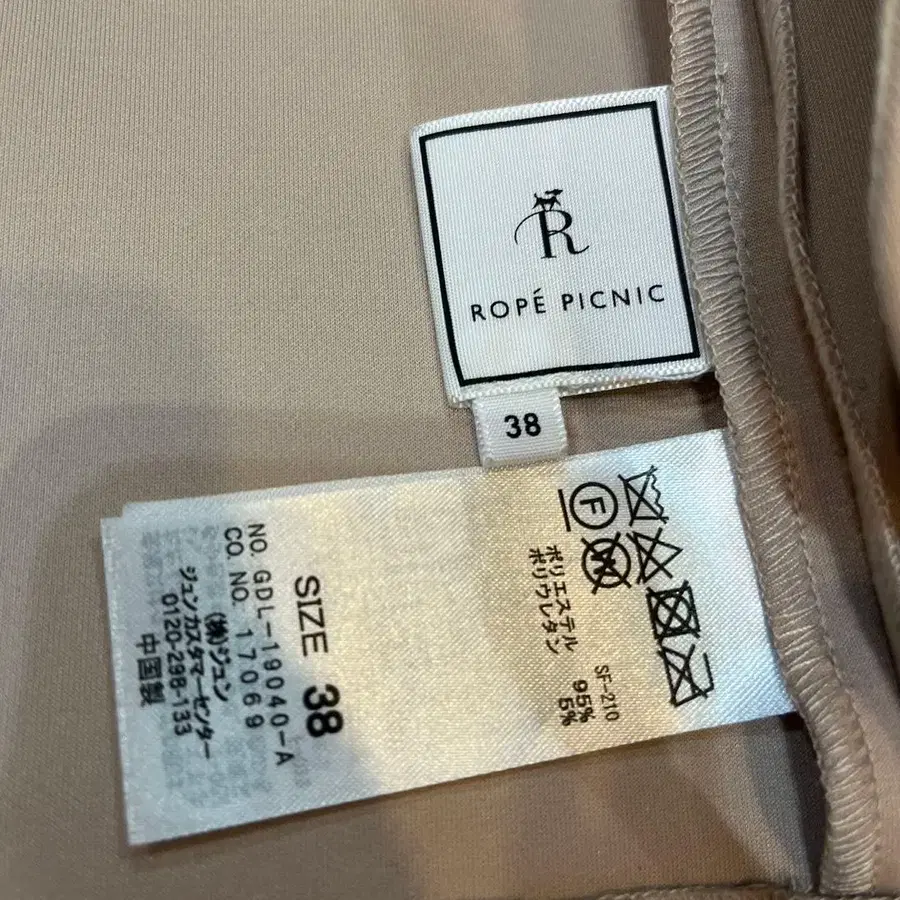 R
ROPÉ PICNIC
38
F
W
ポリエステル 95%
ポリウレタン 5%
SF-210
SIZE 38
NO. GDL-19040-A
CO. NO. 17069
(株)ジュン
ジュンカスタマーセンター
0120-298-133
中国製